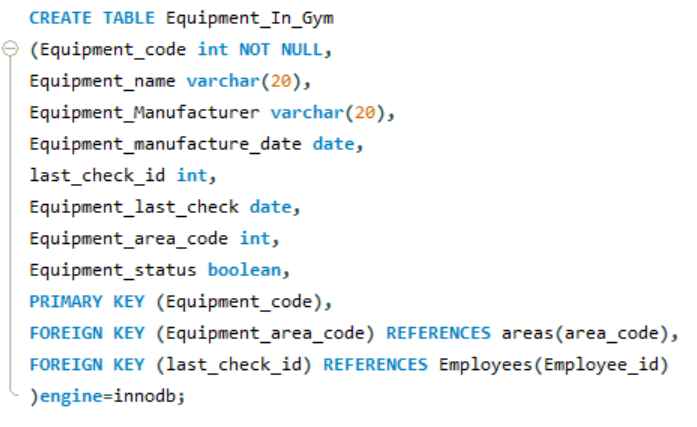 CREATE TABLE Equipment_In_Gym
(Equipment_code int NOT NULL,
Equipment_name varchar(20),
Equipment_Manufacturer varchar(20),
Equipment_manufacture_date date,
last_check_id int,
Equipment_last_check date,
Equipment_area_code int,
Equipment_status boolean,
PRIMARY KEY (Equipment_code),
FOREIGN KEY (Equipment_area_code) REFERENCES areas(area_code),
FOREIGN KEY (last_check_id) REFERENCES Employees(Employee_id)
)engine=innodb;